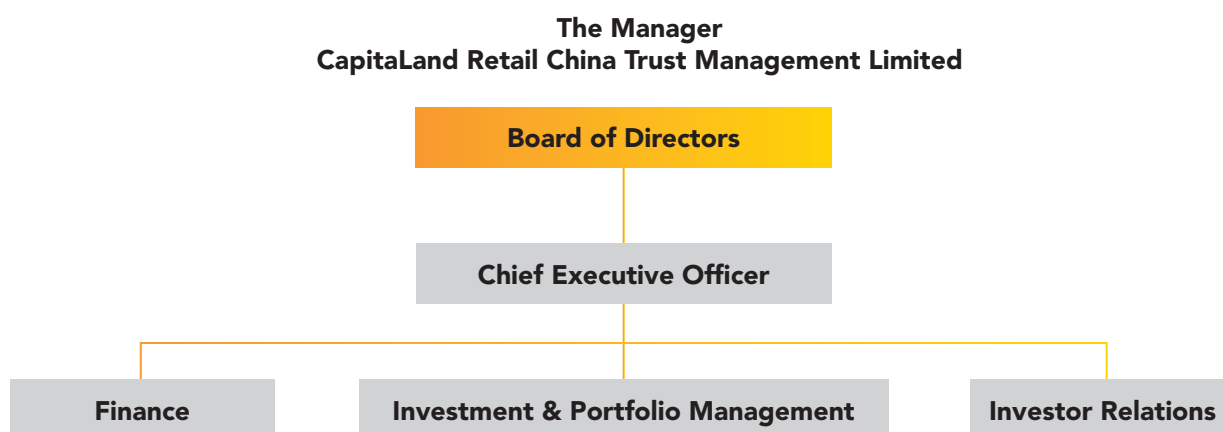 The Manager
CapitaLand Retail China Trust Management Limited
Board of Directors
Chief Executive Officer
Finance
Investment & Portfolio Management
Investor Relations